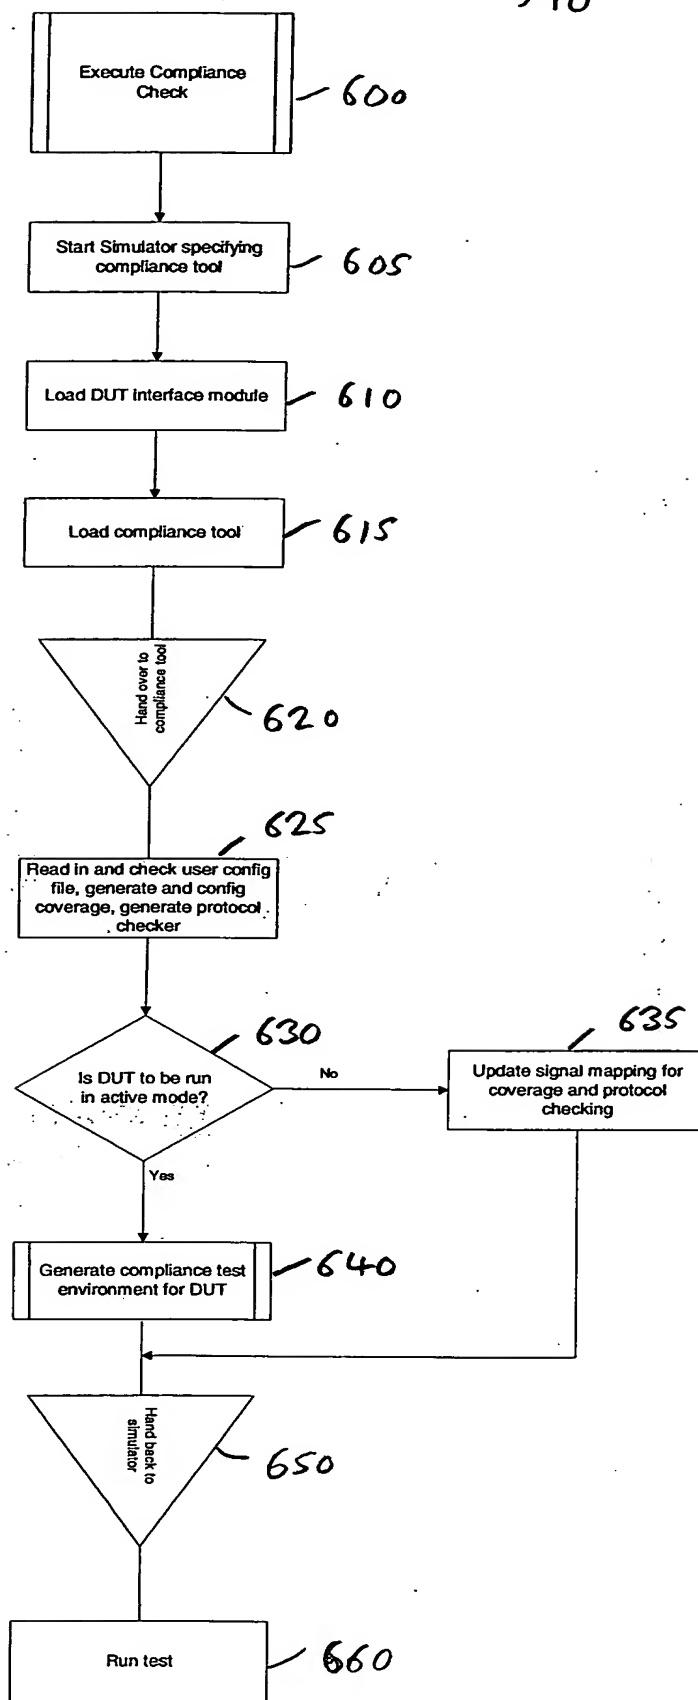 Execute Compliance
Check
600
Start Simulator specifying
compliance tool
605
Load DUT interface module
610
Load compliance tool
615
Hand over to
compliance tool
620
625
Read in and check user config
file, generate and config
coverage, generate protocol
checker
630
Is DUT to be run
in active mode?
No
635
Update signal mapping for
coverage and protocol
checking
Yes
Generate compliance test
environment for DUT
640
Hand back to
simulator
650
Run test
660